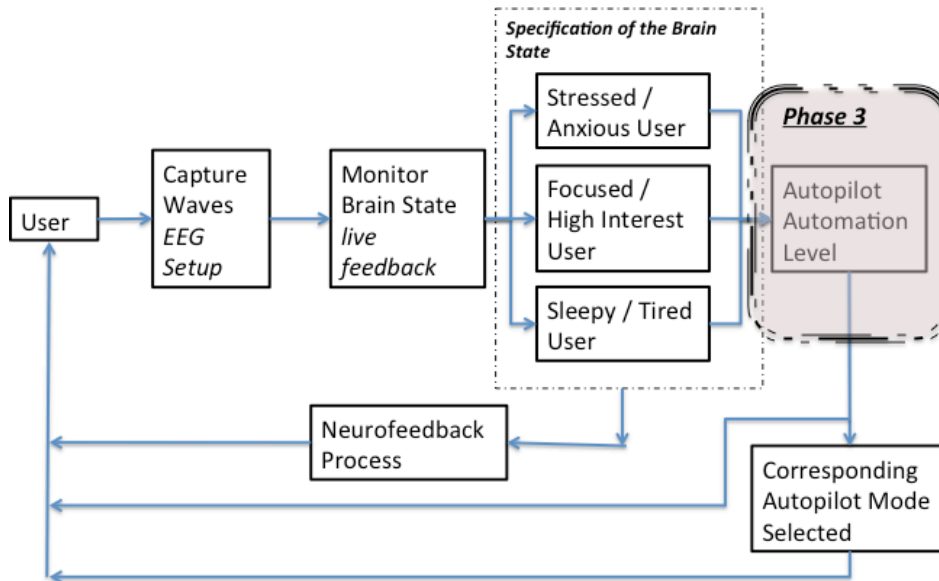 Specification of the Brain
State
Stressed /
Anxious User
Phase 3
Capture
Waves
EEG
Setup
Monitor
Brain State
live
feedback
Focused /
High Interest
User
Autopilot
Automation
Level
User
Sleepy / Tired
User
Neurofeedback
Process
Corresponding
Autopilot Mode
Selected